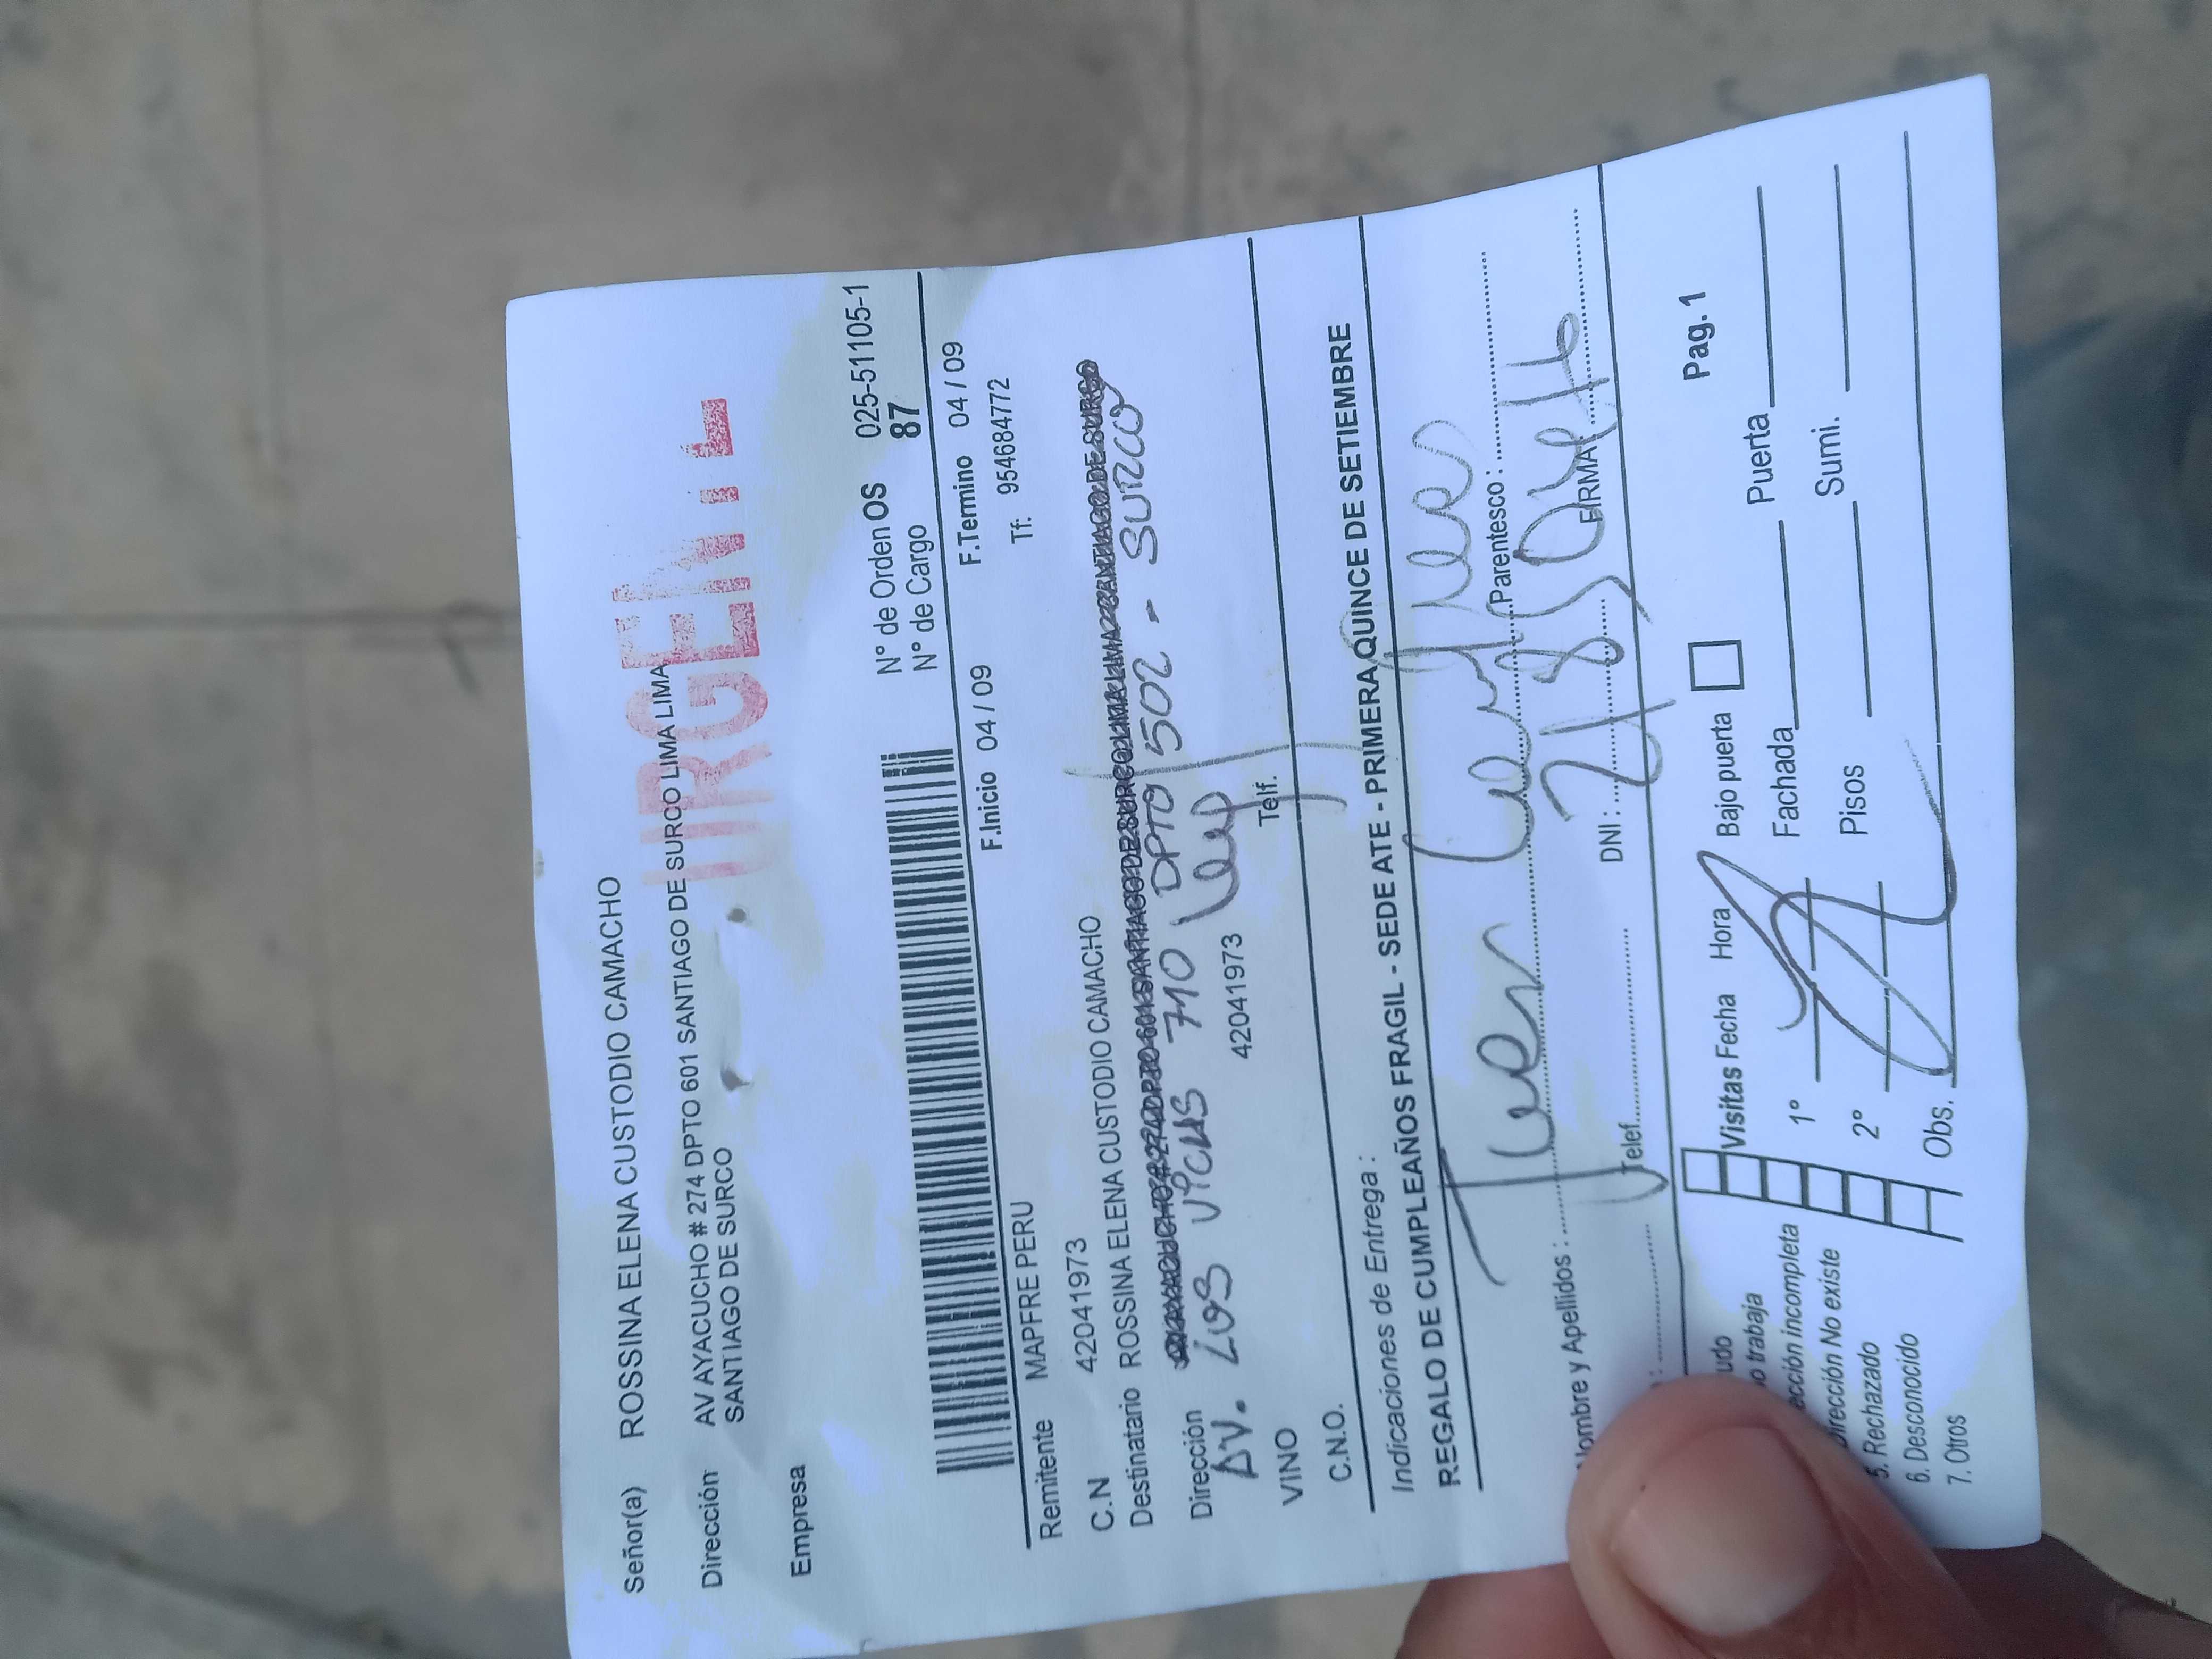 Señor(a) ROSSINA ELENA CUSTODIO CAMACHO
Dirección AV AYACUCHO # 274 DPTO 601 SANTIAGO DE SURCO LIMA LIMA
SANTIAGO DE SURCO
URGENTE
Empresa
N° de Orden OS 025-51105-1
N° de Cargo 87
F.Inicio 04 / 09 F.Termino 04 / 09
Remitente MAPFRE PERU
Tf: 954684772
C.N 42041973
Destinatario ROSSINA ELENA CUSTODIO CAMACHO
Dirección
AV. LOS VICUS 710 DPTO 502 - SURCO
VINO 42041973 Telf.
C.N.O.
Indicaciones de Entrega :
REGALO DE CUMPLEAÑOS FRAGIL - SEDE ATE - PRIMERA QUINCE DE SETIEMBRE
Nombre y Apellidos : Parentesco :
Telef. DNI : FIRMA
Pag. 1
Visitas Fecha Hora Bajo puerta
1° Fachada Puerta
2° Pisos Sumi.
Obs.
5. Rechazado
6. Desconocido
7. Otros